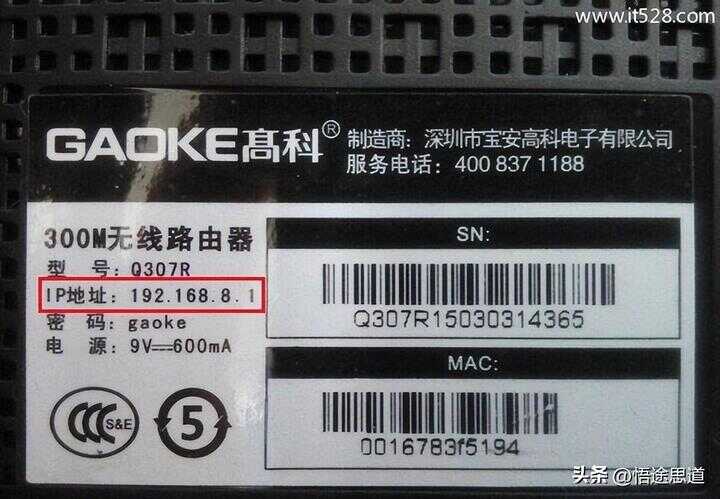 www.it528.com
GAOKE高科® 制造商：深圳市宝安高科电子有限公司
服务电话：400 837 1188
300M无线路由器
型 号：Q307R
IP地址：192.168.8.1
密 码：gaoke
电 源：9V⎓600mA
CCC S&E
5
SN:
Q307R15030314365
MAC:
0016783f5194
头条 @悟途思道